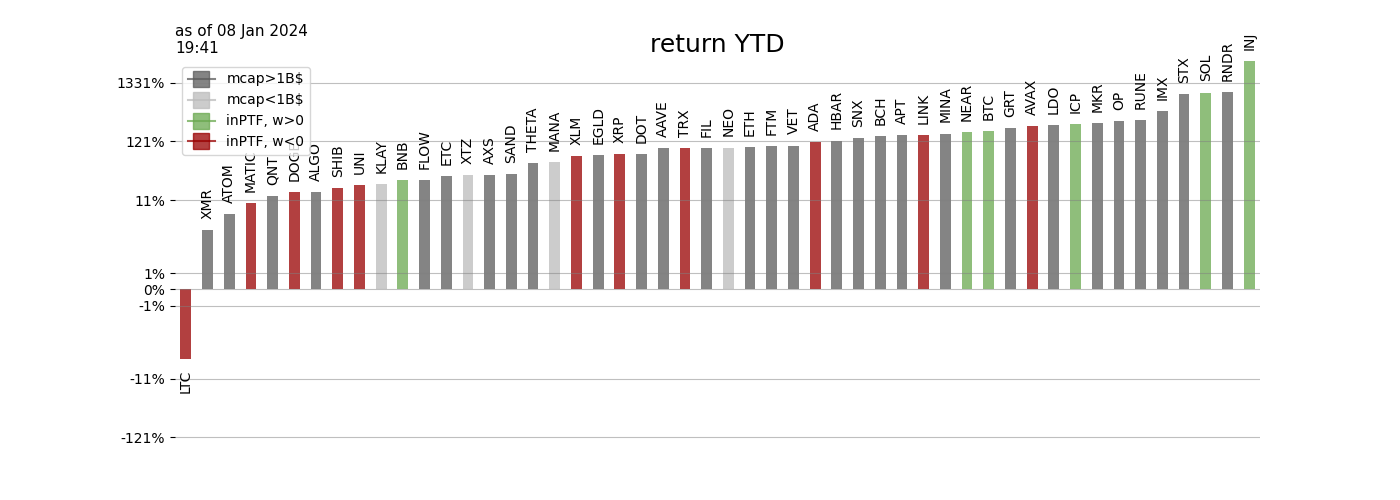 as of 08 Jan 2024
19:41
return YTD
mcap>1B$
mcap<1B$
inPTF, w>0
inPTF, w<0
1331%
121%
11%
1%
0%
-1%
-11%
-121%
LTC
XMR
ATOM
MATIC
QNT
DOGE
ALGO
SHIB
UNI
KLAY
BNB
FLOW
ETC
XTZ
AXS
SAND
THETA
MANA
XLM
EGLD
XRP
DOT
AAVE
TRX
FIL
NEO
ETH
FTM
VET
ADA
HBAR
SNX
BCH
APT
LINK
MINA
NEAR
BTC
GRT
AVAX
LDO
ICP
MKR
OP
RUNE
IMX
STX
SOL
RNDR
INJ